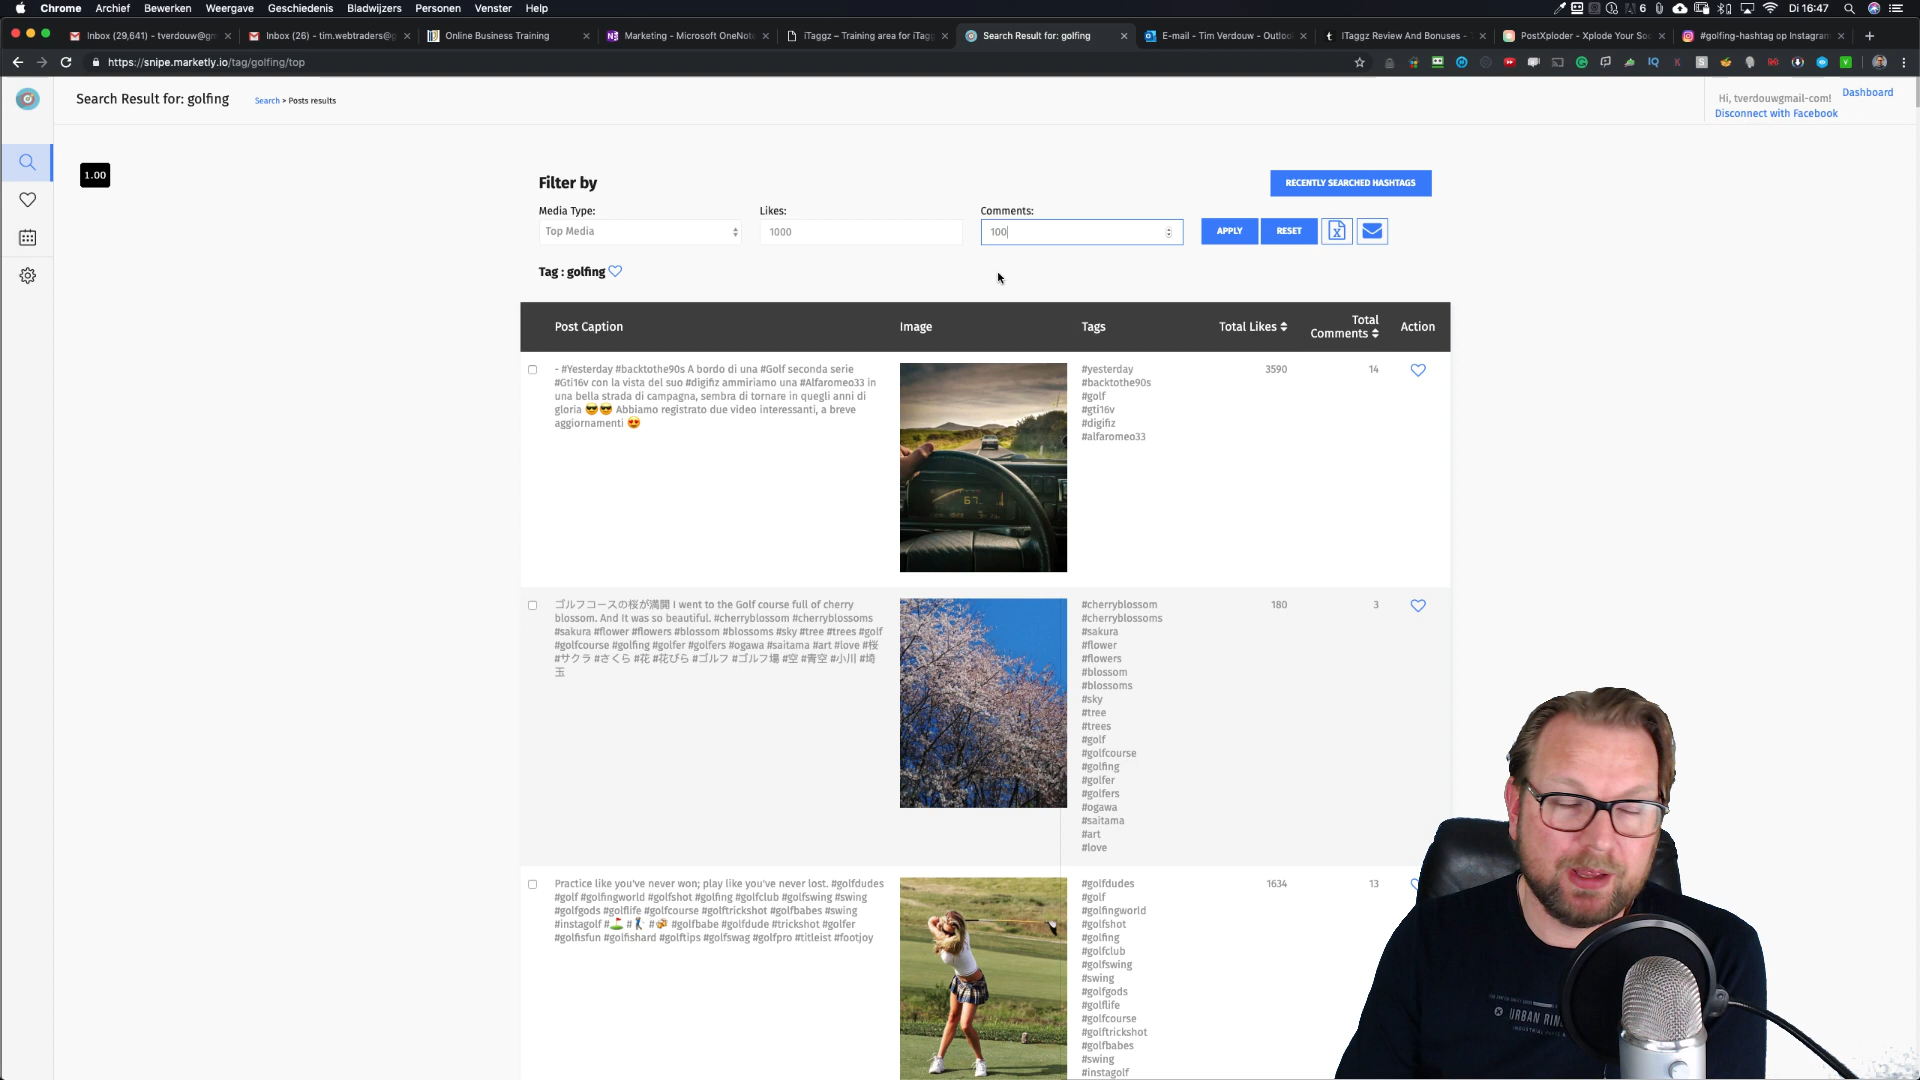 Chrome Archief Bewerken Weergave Geschiedenis Bladwijzers Personen Venster Help
6 Di 16:47
Inbox (29,641) - tverdouw@gm
Inbox (26) - tim.webtraders@g
Online Business Training
Marketing - Microsoft OneNote
iTaggz – Training area for iTagg
Search Result for: golfing
E-mail - Tim Verdouw - Outloo
ITaggz Review And Bonuses -
PostXploder - Xplode Your So
#golfing-hashtag op Instagram
https://snipe.marketly.io/tag/golfing/top
Search Result for: golfing
Search > Posts results
Hi, tverdouwgmail-com!
Dashboard
Disconnect with Facebook
1.00
Filter by
RECENTLY SEARCHED HASHTAGS
Media Type: Likes: Comments:
Top Media 1000 100 APPLY RESET
Tag : golfing
Post Caption Image Tags Total Likes Total Comments Action
- #Yesterday #backtothe90s A bordo di una #Golf seconda serie
#Gti16v con la vista del suo #digifiz ammiriamo una #Alfaromeo33 in
una bella strada di campagna, sembra di tornare in quegli anni di
gloria 😎😎 Abbiamo registrato due video interessanti, a breve
aggiornamenti 😍
#yesterday
#backtothe90s
#golf
#gti16v
#digifiz
#alfaromeo33
3590 14
ゴルフコースの桜が満開 I went to the Golf course full of cherry
blossom. And It was so beautiful. #cherryblossom #cherryblossoms
#sakura #flower #flowers #blossom #blossoms #sky #tree #trees #golf
#golfcourse #golfing #golfer #golfers #ogawa #saitama #art #love #桜
#サクラ #さくら #花 #花びら #ゴルフ #ゴルフ場 #空 #青空 #小川 #埼
玉
#cherryblossom
#cherryblossoms
#sakura
#flower
#flowers
#blossom
#blossoms
#sky
#tree
#trees
#golf
#golfcourse
#golfing
#golfer
#golfers
#ogawa
#saitama
#art
#love
180 3
Practice like you've never won; play like you've never lost. #golfdudes
#golf #golfingworld #golfshot #golfing #golfclub #golfswing #swing
#golfgods #golflife #golfcourse #golftrickshot #golfbabes #swing
#instagolf #⛳ #🏌 #🏇 #golfbabe #golfdude #trickshot #golfer
#golfisfun #golfishard #golftips #golfswag #golfpro #titleist #footjoy
#golfdudes
#golf
#golfingworld
#golfshot
#golfing
#golfclub
#golfswing
#swing
#golfgods
#golflife
#golfcourse
#golftrickshot
#golfbabes
#swing
#instagolf
1634 13
URBAN RIN